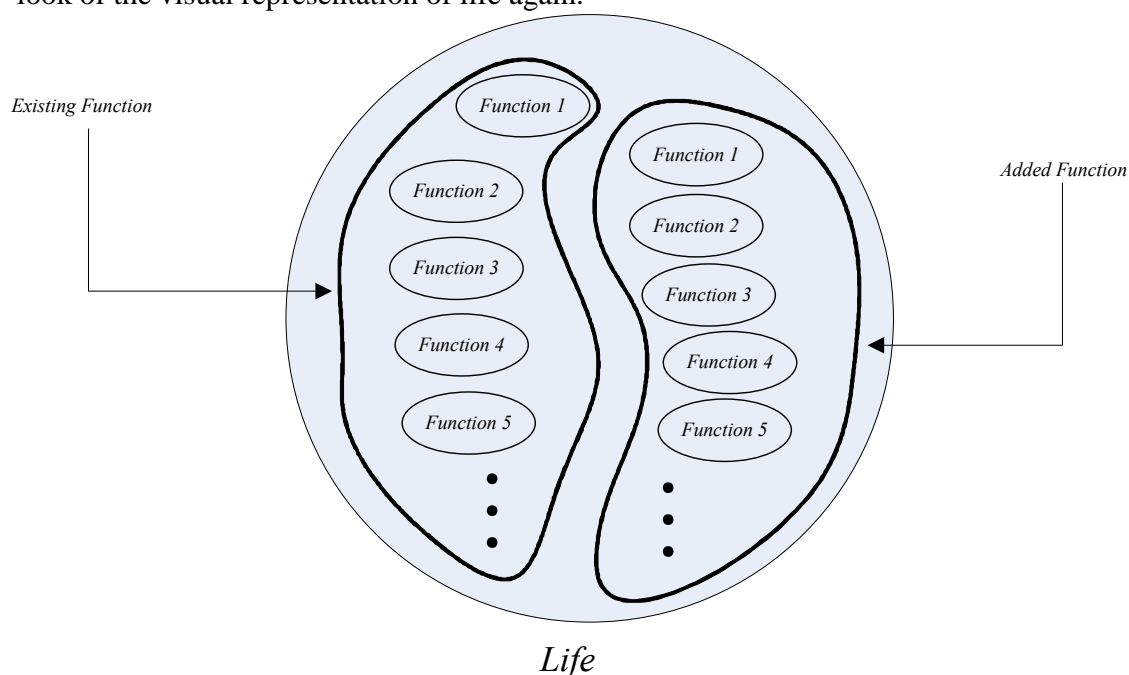 look of the visual representation of life again.
Existing Function
Function 1
Function 2
Function 3
Function 4
Function 5
Function 1
Function 2
Function 3
Function 4
Function 5
Added Function
Life